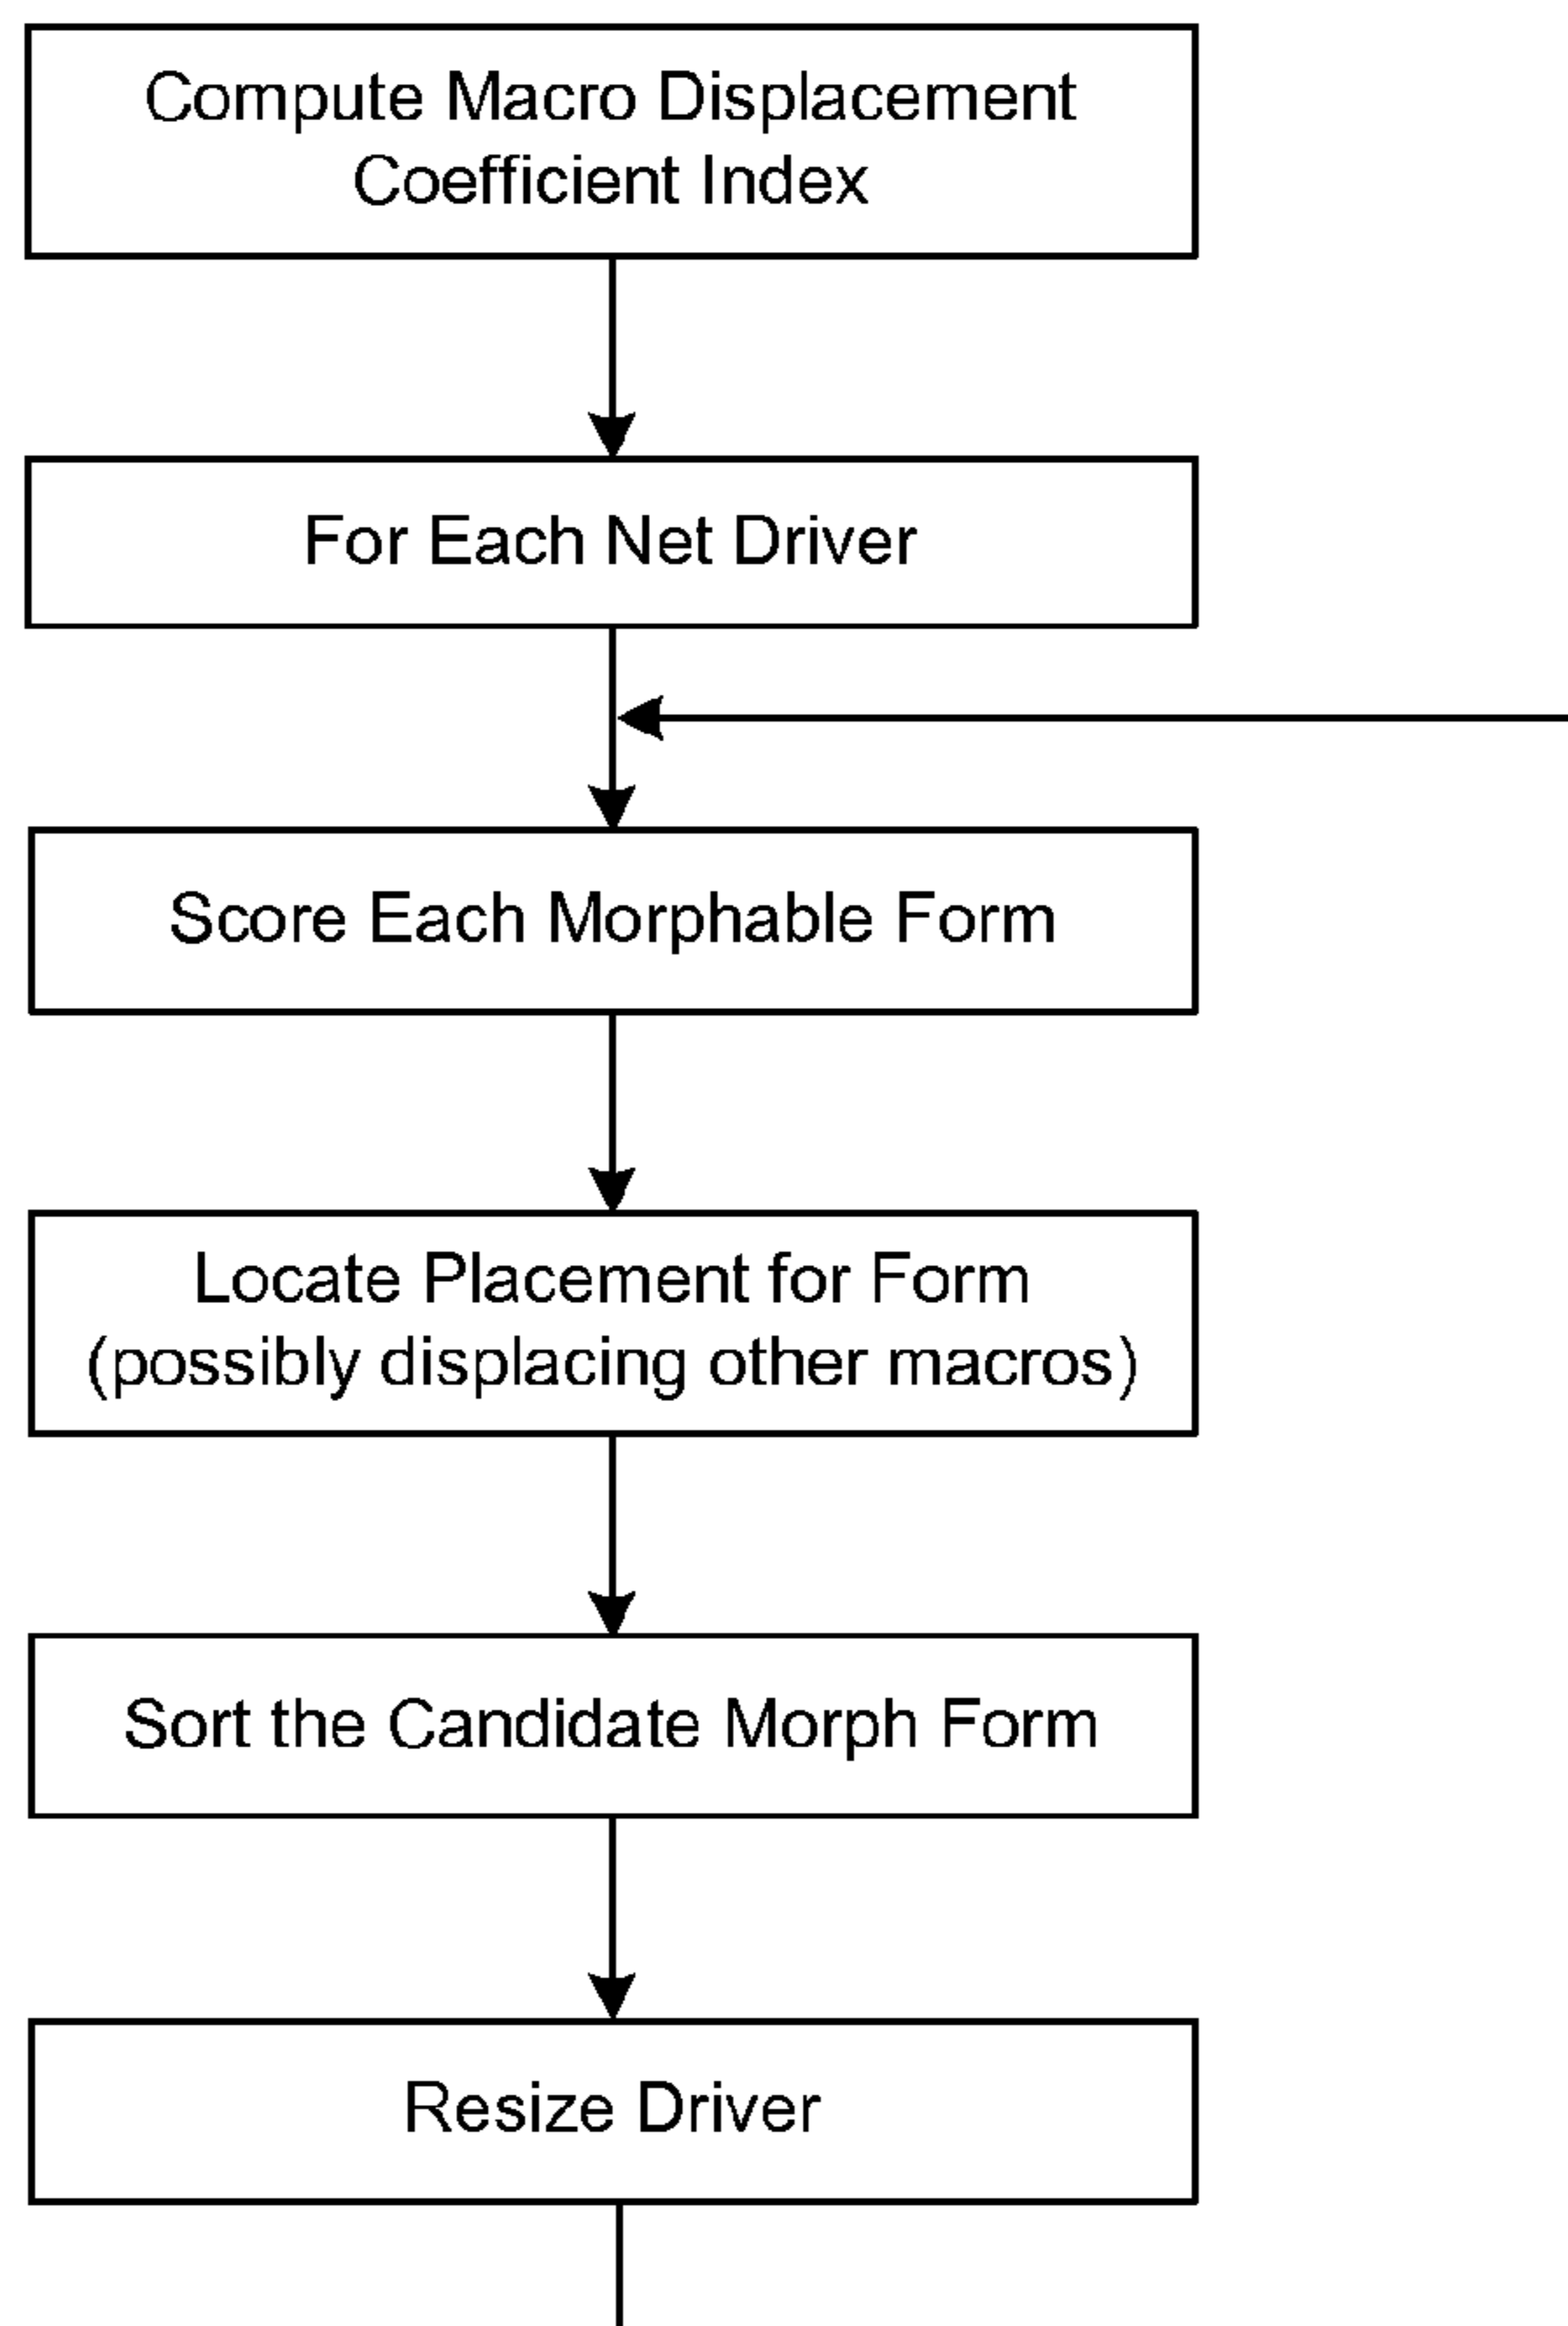 Compute Macro Displacement
Coefficient Index
For Each Net Driver
Score Each Morphable Form
Locate Placement for Form
(possibly displacing other macros)
Sort the Candidate Morph Form
Resize Driver